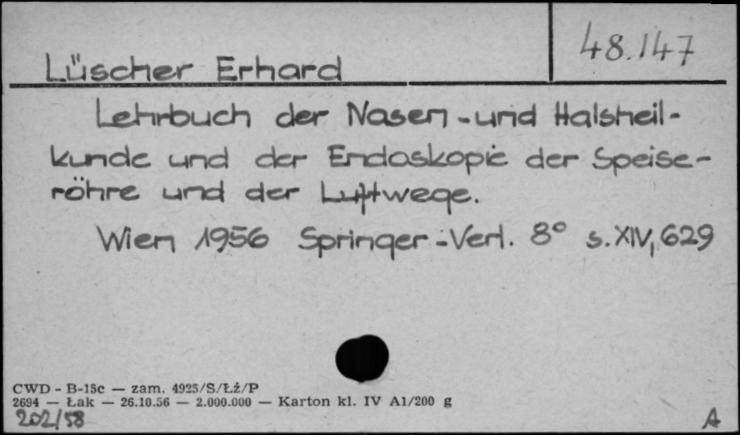 48.147
Lüscher Erhard
Lehrbuch der Nasen-und Halsheil-
kunde und der Endoskopie der Speise-
röhre und der Luftwege.
Wien 1956 Springer-Verl. 8° s.XIV,629
CWD - B-15c — zam. 4925/S/Łż/P
2694 — Łak — 26.10.56 — 2.000.000 — Karton kl. IV A1/200 g
202/58
A